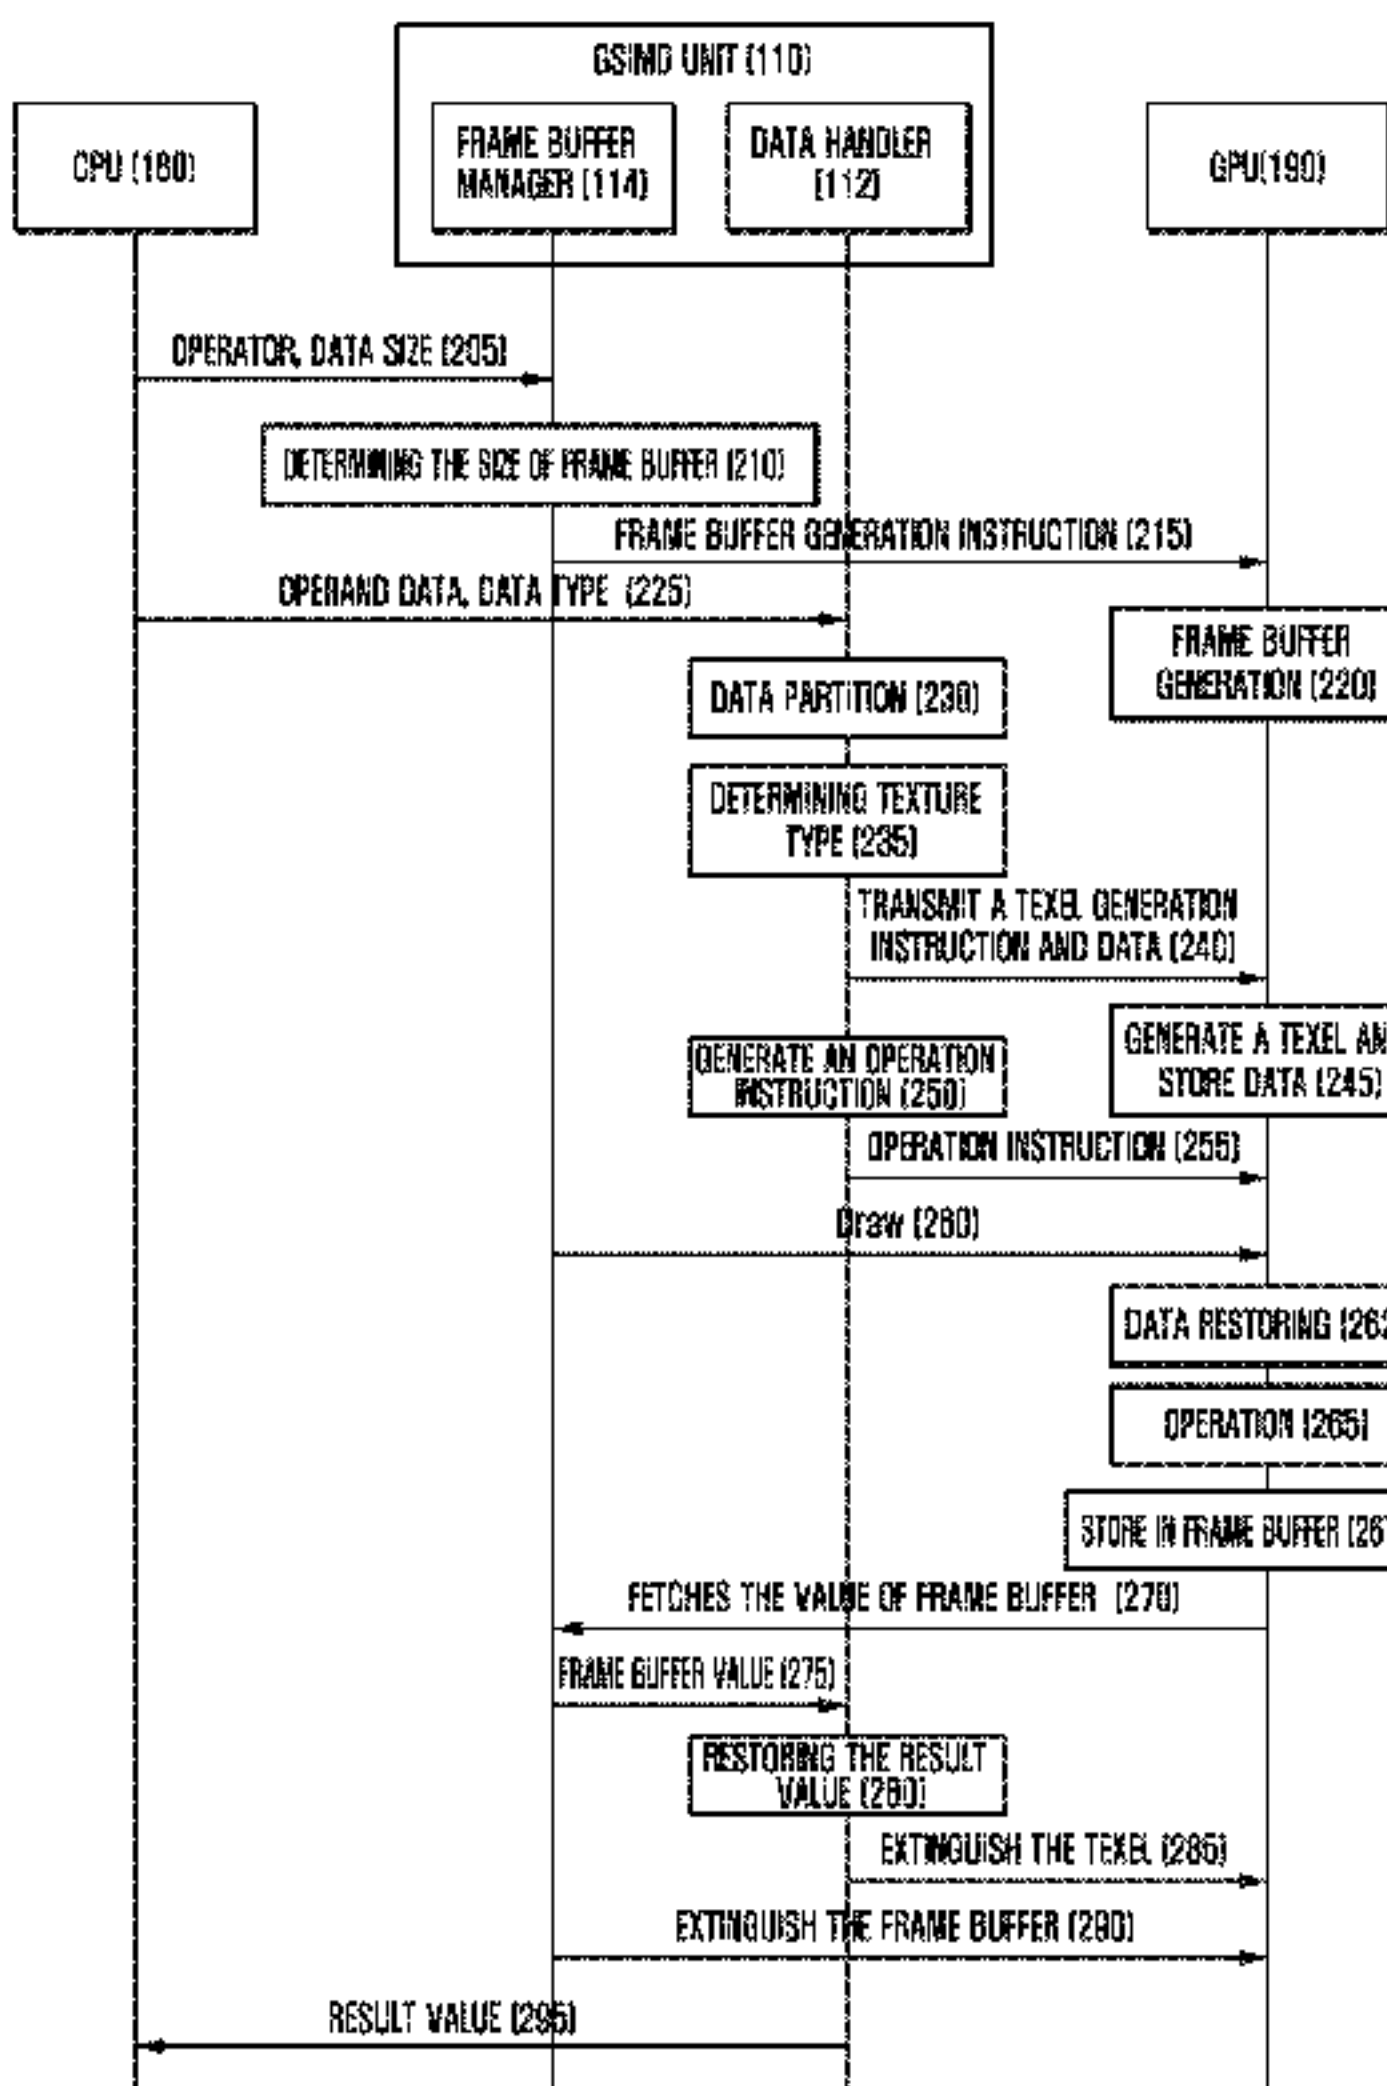 GSIMD UNIT (110)
CPU (180)
FRAME BUFFER
MANAGER (114)
DATA HANDLER
(112)
GPU(190)
OPERATOR, DATA SIZE (205)
DETERMINING THE SIZE OF FRAME BUFFER (210)
FRAME BUFFER GENERATION INSTRUCTION (215)
OPERAND DATA, DATA TYPE (225)
FRAME BUFFER
GENERATION (220)
DATA PARTITION (230)
DETERMINING TEXTURE
TYPE (235)
TRANSMIT A TEXEL GENERATION
INSTRUCTION AND DATA (240)
GENERATE A TEXEL AN
STORE DATA (245)
GENERATE AN OPERATION
INSTRUCTION (250)
OPERATION INSTRUCTION (255)
Draw (260)
DATA RESTORING
OPERATION (265)
STORE IN FRAME BUFFER (26
FETCHES THE VALUE OF FRAME BUFFER (270)
FRAME BUFFER VALUE (275)
RESTORING THE RESULT
VALUE (280)
EXTINGUISH THE TEXEL (285)
EXTINGUISH THE FRAME BUFFER (290)
RESULT VALUE (295)